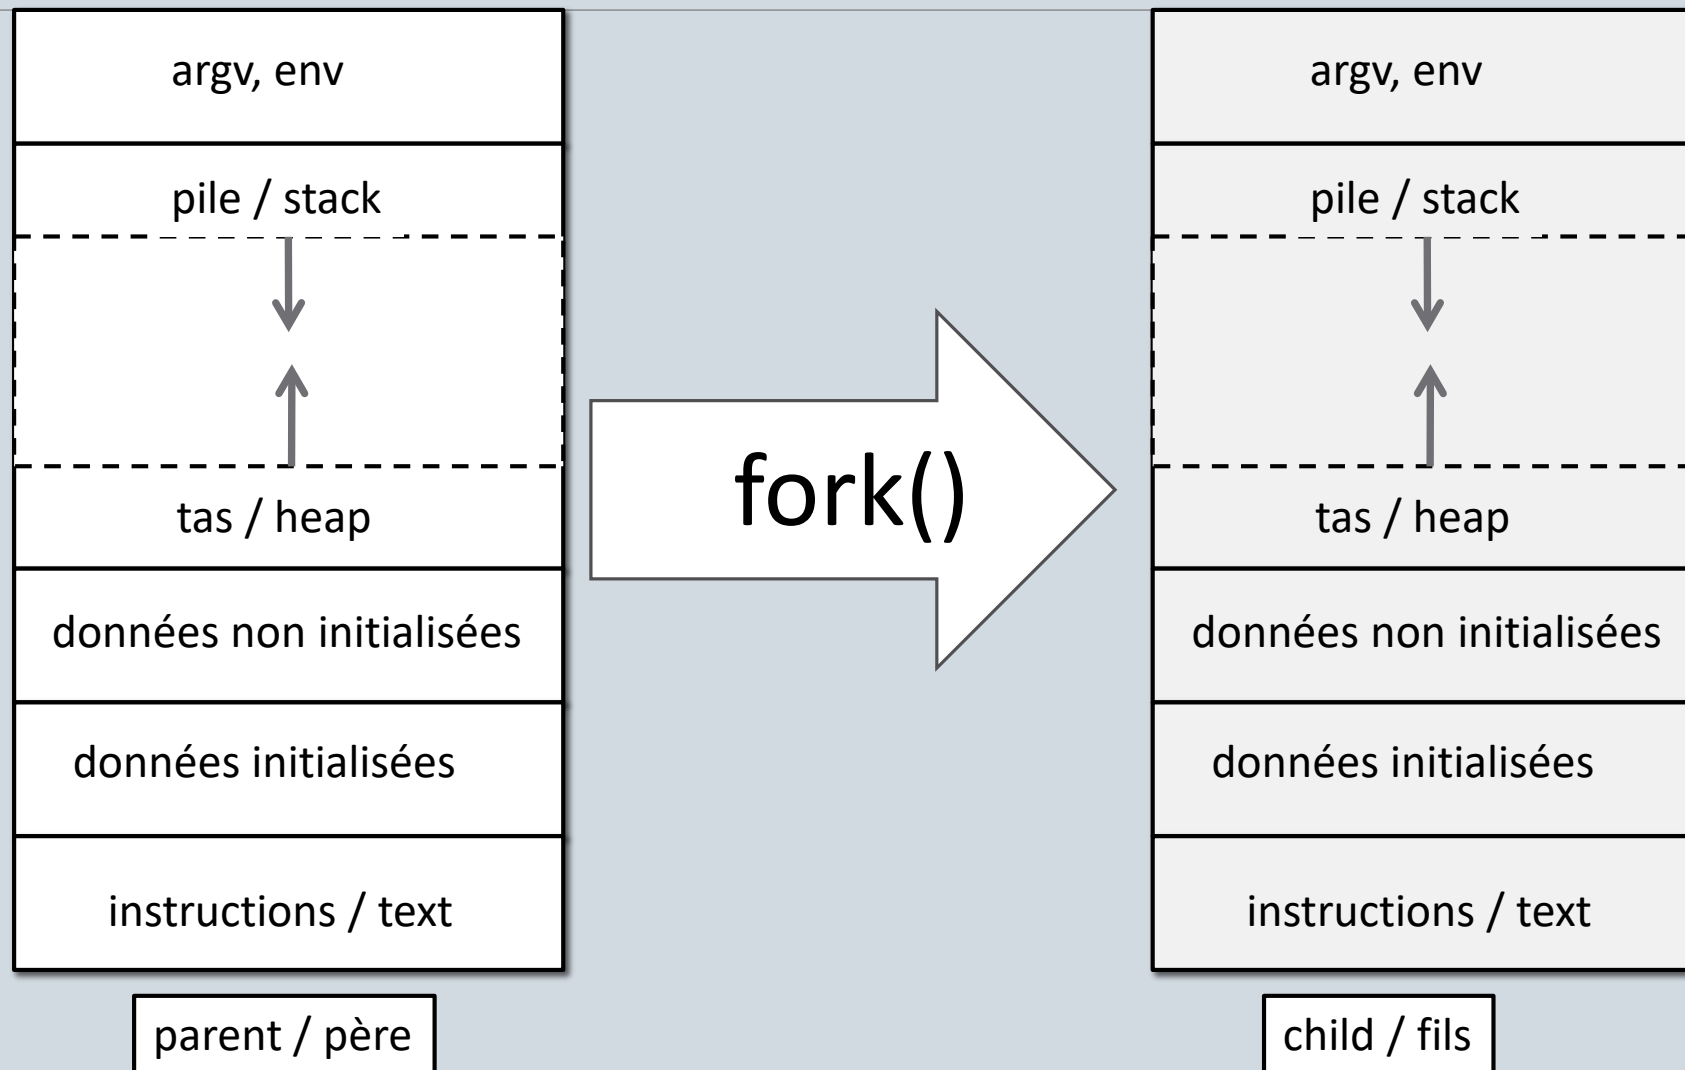 argv, env
pile / stack
tas / heap
données non initialisées
données initialisées
instructions / text
parent / père
fork()
argv, env
pile / stack
tas / heap
données non initialisées
données initialisées
instructions / text
child / fils